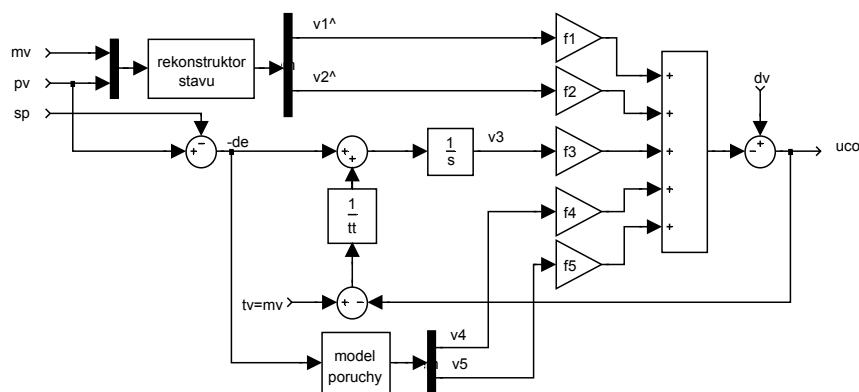 v1^
f1
mv
rekonstruktor
stavu
pv
v2^
f2
dv
sp
-de
1
s
v3
f3
uco
1
tt
f4
f5
tv=mv
v4
model
poruchy
v5